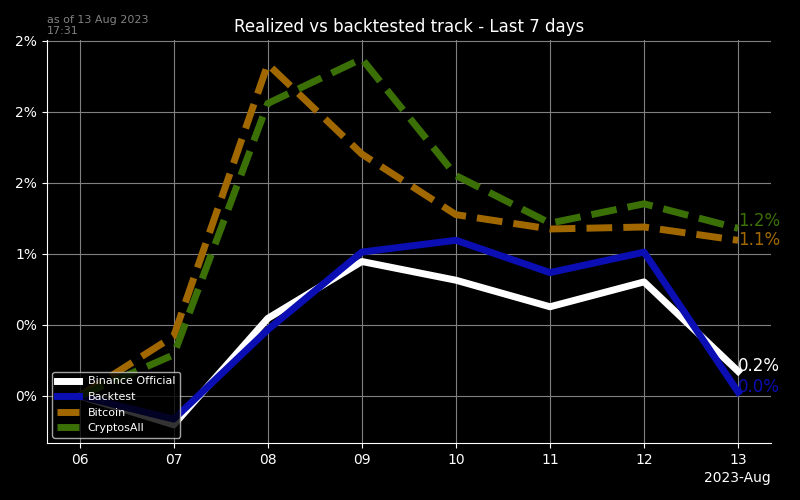 as of 13 Aug 2023
17:31
Realized vs backtested track - Last 7 days
2%
2%
2%
1%
0%
0%
1.2%
1.1%
0.2%
0.0%
Binance Official
Backtest
Bitcoin
CryptosAll
06 07 08 09 10 11 12 13
2023-Aug